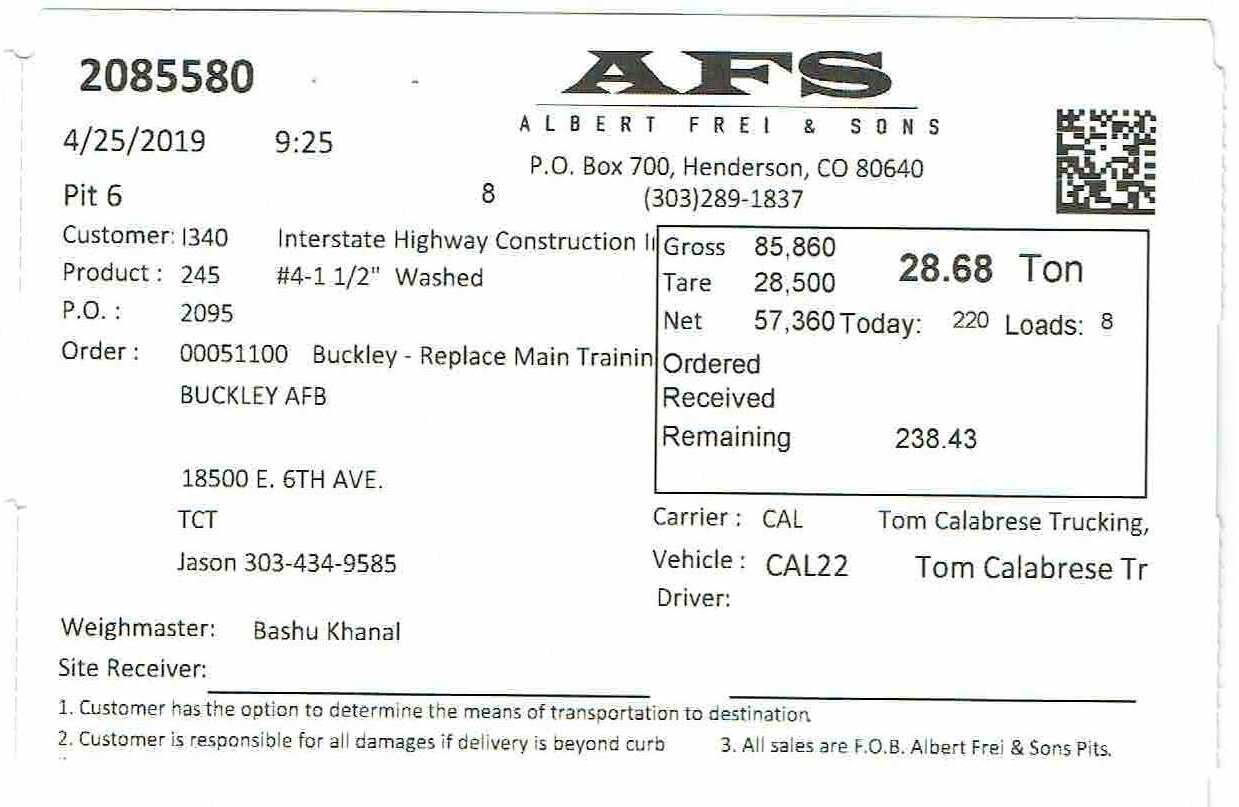 2085580
AFS
ALBERT FREI & SONS
4/25/2019 9:25
P.O. Box 700, Henderson, CO 80640
Pit 6 8 (303)289-1837
Customer: I340 Interstate Highway Construction I
Gross 85,860 28.68 Ton
Product : 245 #4-1 1/2" Washed
Tare 28,500
P.O. : 2095
Net 57,360 Today: 220 Loads: 8
Order : 00051100 Buckley - Replace Main Trainin
Ordered
BUCKLEY AFB
Received
Remaining 238.43
18500 E. 6TH AVE.
TCT
Carrier : CAL Tom Calabrese Trucking,
Jason 303-434-9585
Vehicle : CAL22 Tom Calabrese Tr
Driver:
Weighmaster: Bashu Khanal
Site Receiver:
1. Customer has the option to determine the means of transportation to destination
2. Customer is responsible for all damages if delivery is beyond curb 3. All sales are F.O.B. Albert Frei & Sons Pits.